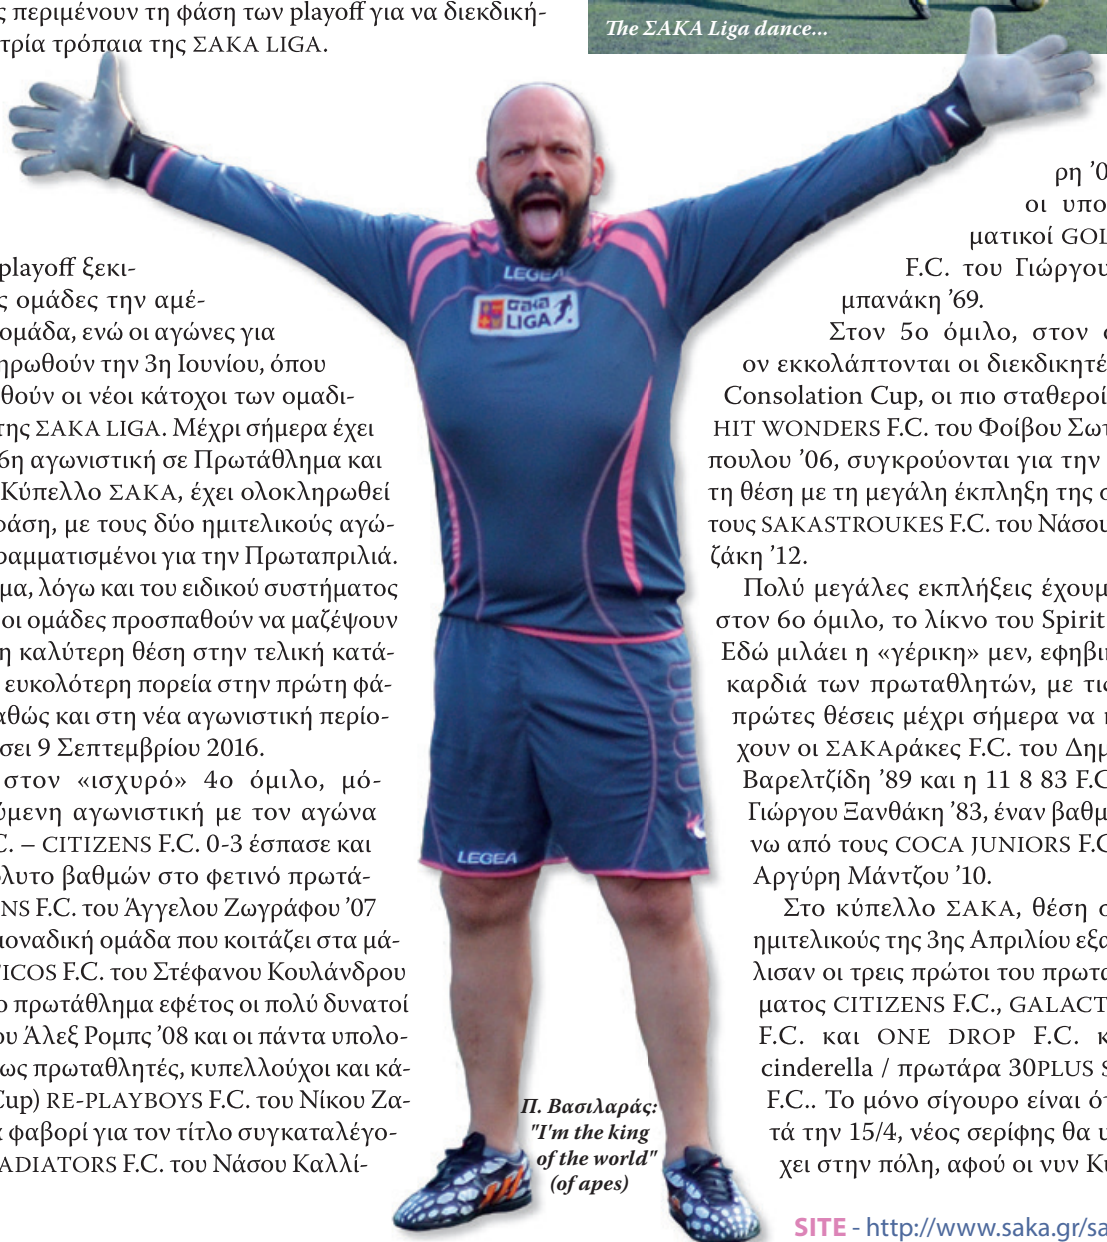 ς περιμένουν τη φάση των playoff για να διεκδική-
τρία τρόπαια της ΣΑΚΑ LIGA.
The ΣΑΚΑ Liga dance...
playoff ξεκι-
ς ομάδες την αμέ-
ομάδα, ενώ οι αγώνες για
ηρωθούν την 3η Ιουνίου, όπου
θούν οι νέοι κάτοχοι των ομαδι-
της ΣΑΚΑ LIGA. Μέχρι σήμερα έχει
6η αγωνιστική σε Πρωτάθλημα και
Κύπελλο ΣΑΚΑ, έχει ολοκληρωθεί
φάση, με τους δύο ημιτελικούς αγώ-
ραμματισμένοι για την Πρωταπριλιά.
μα, λόγω και του ειδικού συστήματος
οι ομάδες προσπαθούν να μαζέψουν
η καλύτερη θέση στην τελική κατά-
ευκολότερη πορεία στην πρώτη φά-
αθώς και στη νέα αγωνιστική περίο-
σει 9 Σεπτεμβρίου 2016.
στον «ισχυρό» 4ο όμιλο, μό-
ύμενη αγωνιστική με τον αγώνα
C. – CITIZENS F.C. 0-3 έσπασε και
όλυτο βαθμών στο φετινό πρωτά-
NS F.C. του Άγγελου Ζωγράφου ’07
μοναδική ομάδα που κοιτάζει στα μά-
TICOS F.C. του Στέφανου Κουλάνδρου
ο πρωτάθλημα εφέτος οι πολύ δυνατοί
ου Άλεξ Ρομπς ’08 και οι πάντα υπολο-
ως πρωταθλητές, κυπελλούχοι και κά-
Cup) RE-PLAYBOYS F.C. του Νίκου Ζα-
α φαβορί για τον τίτλο συγκαταλέγο-
ADIATORS F.C. του Νάσου Καλλί-
LEGEA
σακα
LIGA
LEGEA
Π. Βασιλαράς:
"I'm the king
of the world"
(of apes)
ρη ’0
οι υπο
ματικοί GOL
F.C. του Γιώργου
μπανάκη ’69.
Στον 5ο όμιλο, στον ο
ον εκκολάπτονται οι διεκδικητέ
Consolation Cup, οι πιο σταθεροί
HIT WONDERS F.C. του Φοίβου Σωτ
πουλου ’06, συγκρούονται για την
τη θέση με τη μεγάλη έκπληξη της σ
τους SAKASTROUKES F.C. του Νάσου
ζάκη ’12.
Πολύ μεγάλες εκπλήξεις έχουμ
στον 6ο όμιλο, το λίκνο του Spirit
Εδώ μιλάει η «γέρικη» μεν, εφηβι
καρδιά των πρωταθλητών, με τις
πρώτες θέσεις μέχρι σήμερα να
χουν οι ΣΑΚΑράκες F.C. του Δημ
Βαρελτζίδη ’89 και η 11 8 83 F.C
Γιώργου Ξανθάκη ’83, έναν βαθμ
νω από τους COCA JUNIORS F.C
Αργύρη Μάντζου ’10.
Στο κύπελλο ΣΑΚΑ, θέση σ
ημιτελικούς της 3ης Απριλίου εξα
λισαν οι τρεις πρώτοι του πρωτα
ματος CITIZENS F.C., GALACT
F.C. και ONE DROP F.C. κ
cinderella / πρωτάρα 30PLUS S
F.C.. Το μόνο σίγουρο είναι ότ
τά την 15/4, νέος σερίφης θα υ
χει στην πόλη, αφού οι νυν Κυ
SITE - http://www.saka.gr/sa